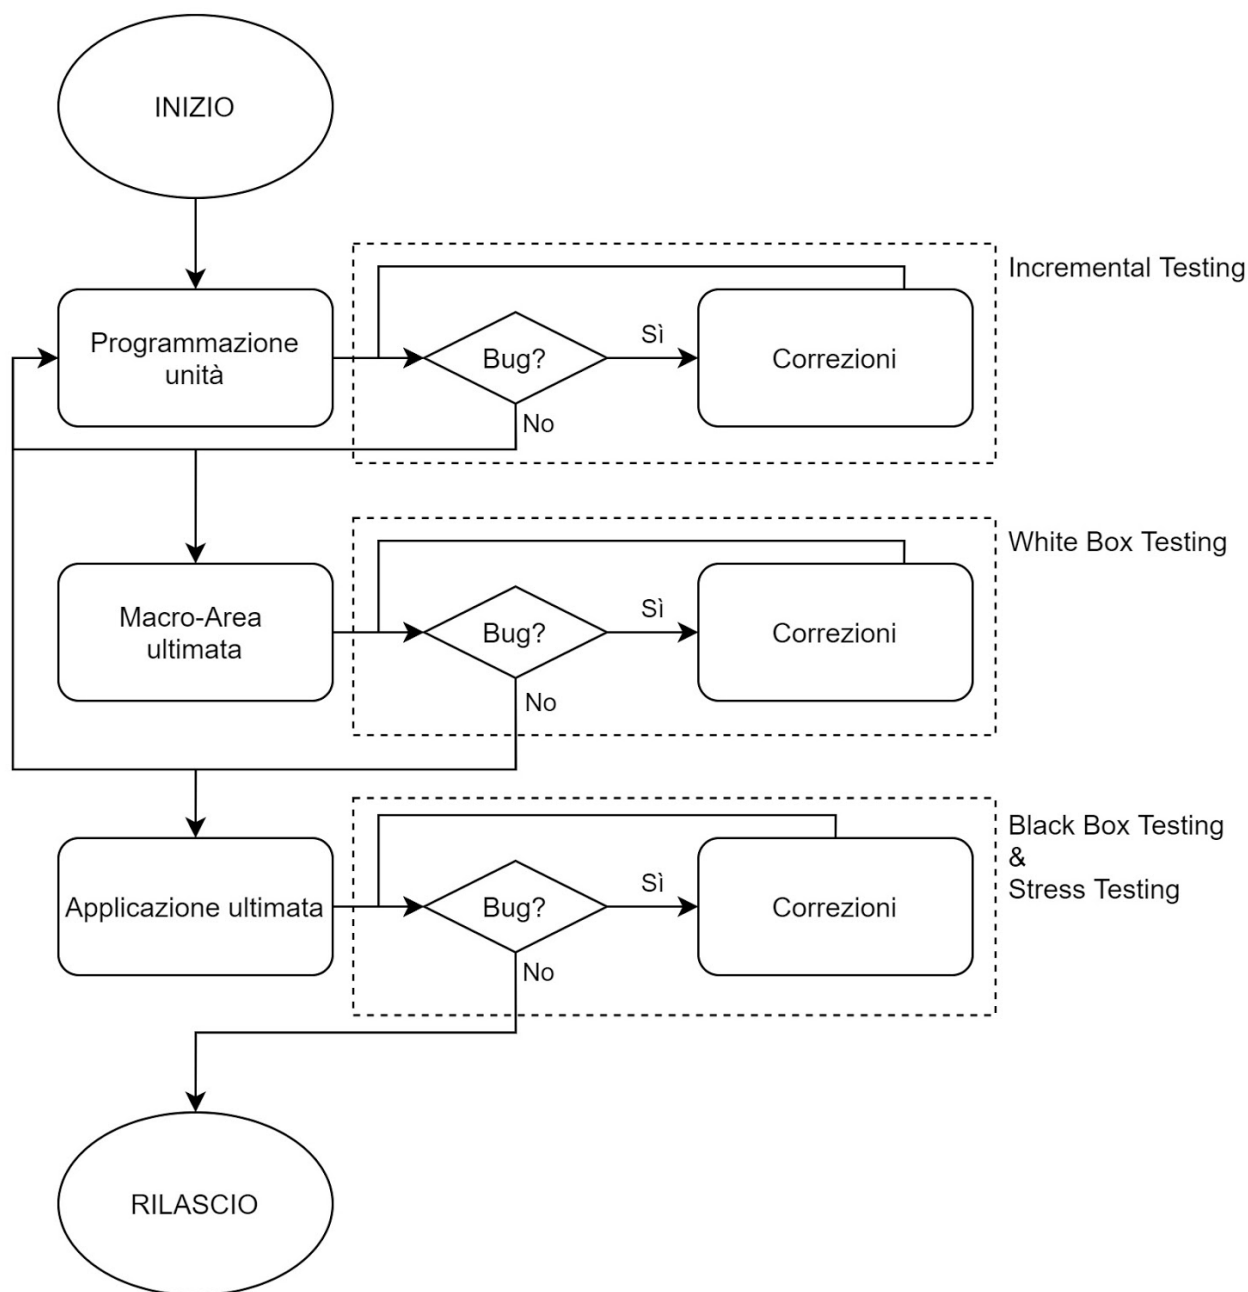 INIZIO
Incremental Testing
Programmazione
unità
Bug?
Sì
Correzioni
No
White Box Testing
Macro-Area
ultimata
Bug?
Sì
Correzioni
No
Black Box Testing
&
Stress Testing
Applicazione ultimata
Bug?
Sì
Correzioni
No
RILASCIO